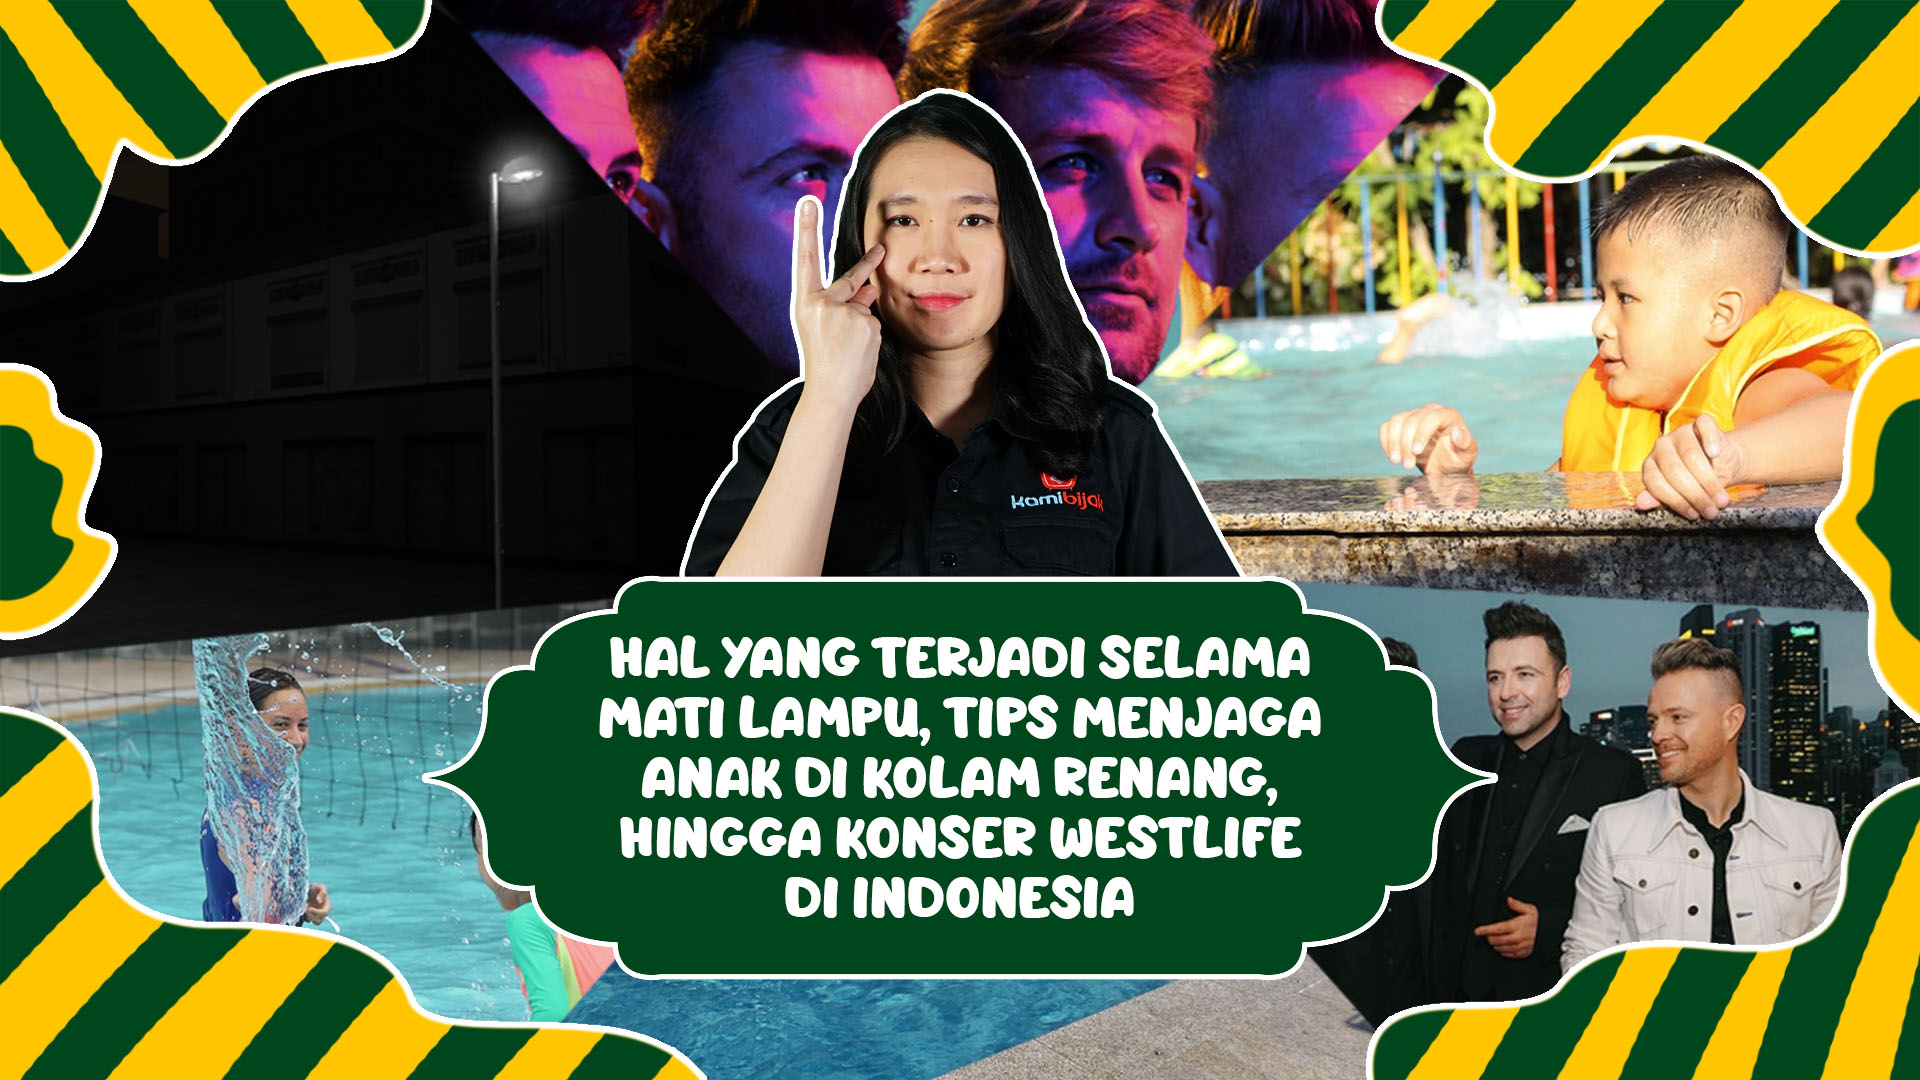 kamibijak
HAL YANG TERJADI SELAMA
MATI LAMPU, TIPS MENJAGA
ANAK DI KOLAM RENANG,
HINGGA KONSER WESTLIFE
DI INDONESIA